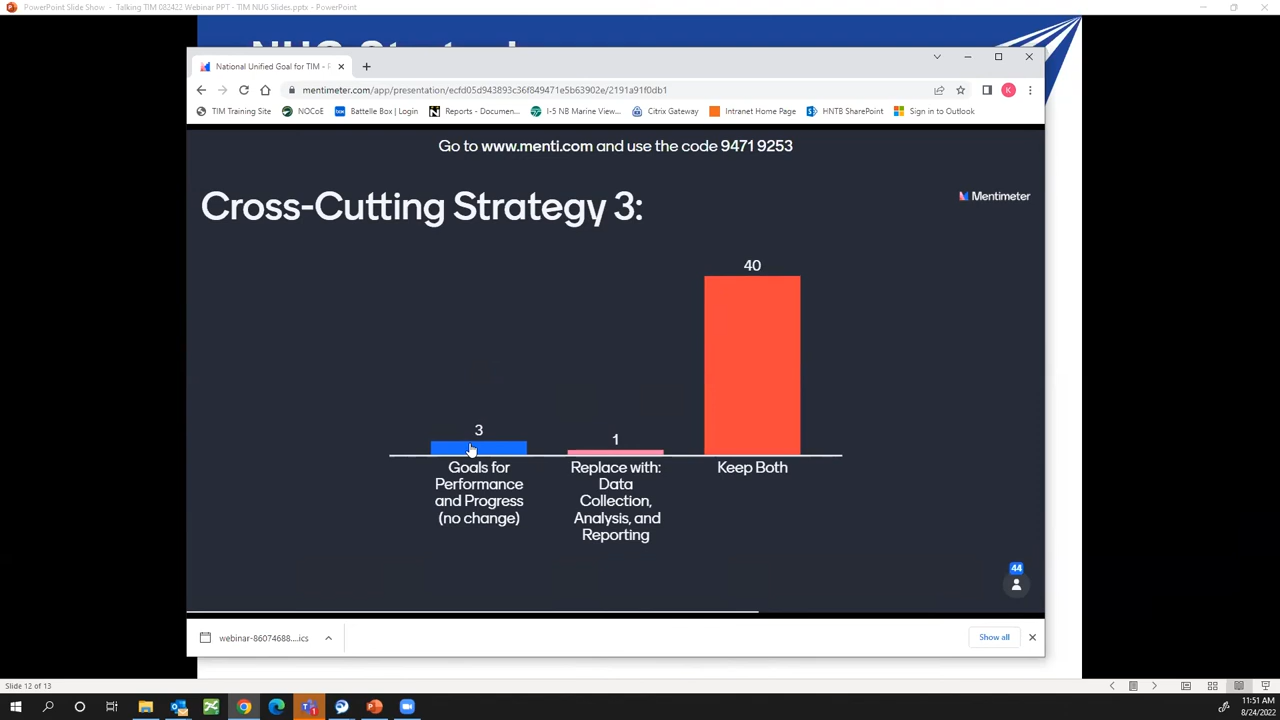 PowerPoint Slide Show - Talking TIM 082422 Webinar PPT - TIM NUG Slides.pptx - PowerPoint
National Unified Goal for TIM -
mentimeter.com/app/presentation/ecfd05d943893c36f849471e5b63902e/2191a91f0db1
K
TIM Training Site
NOCoE
Battelle Box | Login
Reports - Documen...
I-5 NB Marine View...
Citrix Gateway
Intranet Home Page
HNTB SharePoint
Sign in to Outlook
Go to www.menti.com and use the code 9471 9253
Cross-Cutting Strategy 3:
Mentimeter
40
3
1
Goals for
Performance
and Progress
(no change)
Replace with:
Data
Collection,
Analysis, and
Reporting
Keep Both
44
webinar-86074688....ics
Show all
Slide 12 of 13
11:51 AM
8/24/2022